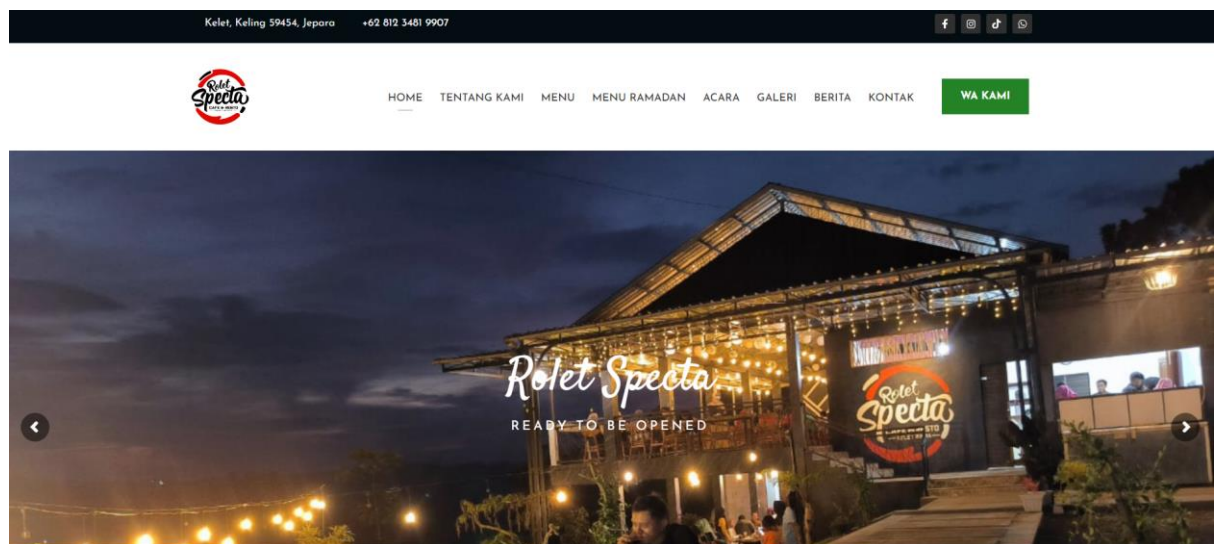 Kelet, Keling 59454, Jepara +62 812 3481 9907
Rolet
Specta
HOME TENTANG KAMI MENU MENU RAMADAN ACARA GALERI BERITA KONTAK
WA KAMI
Rolet Specta
READY TO BE OPENED
Rolet
Specta